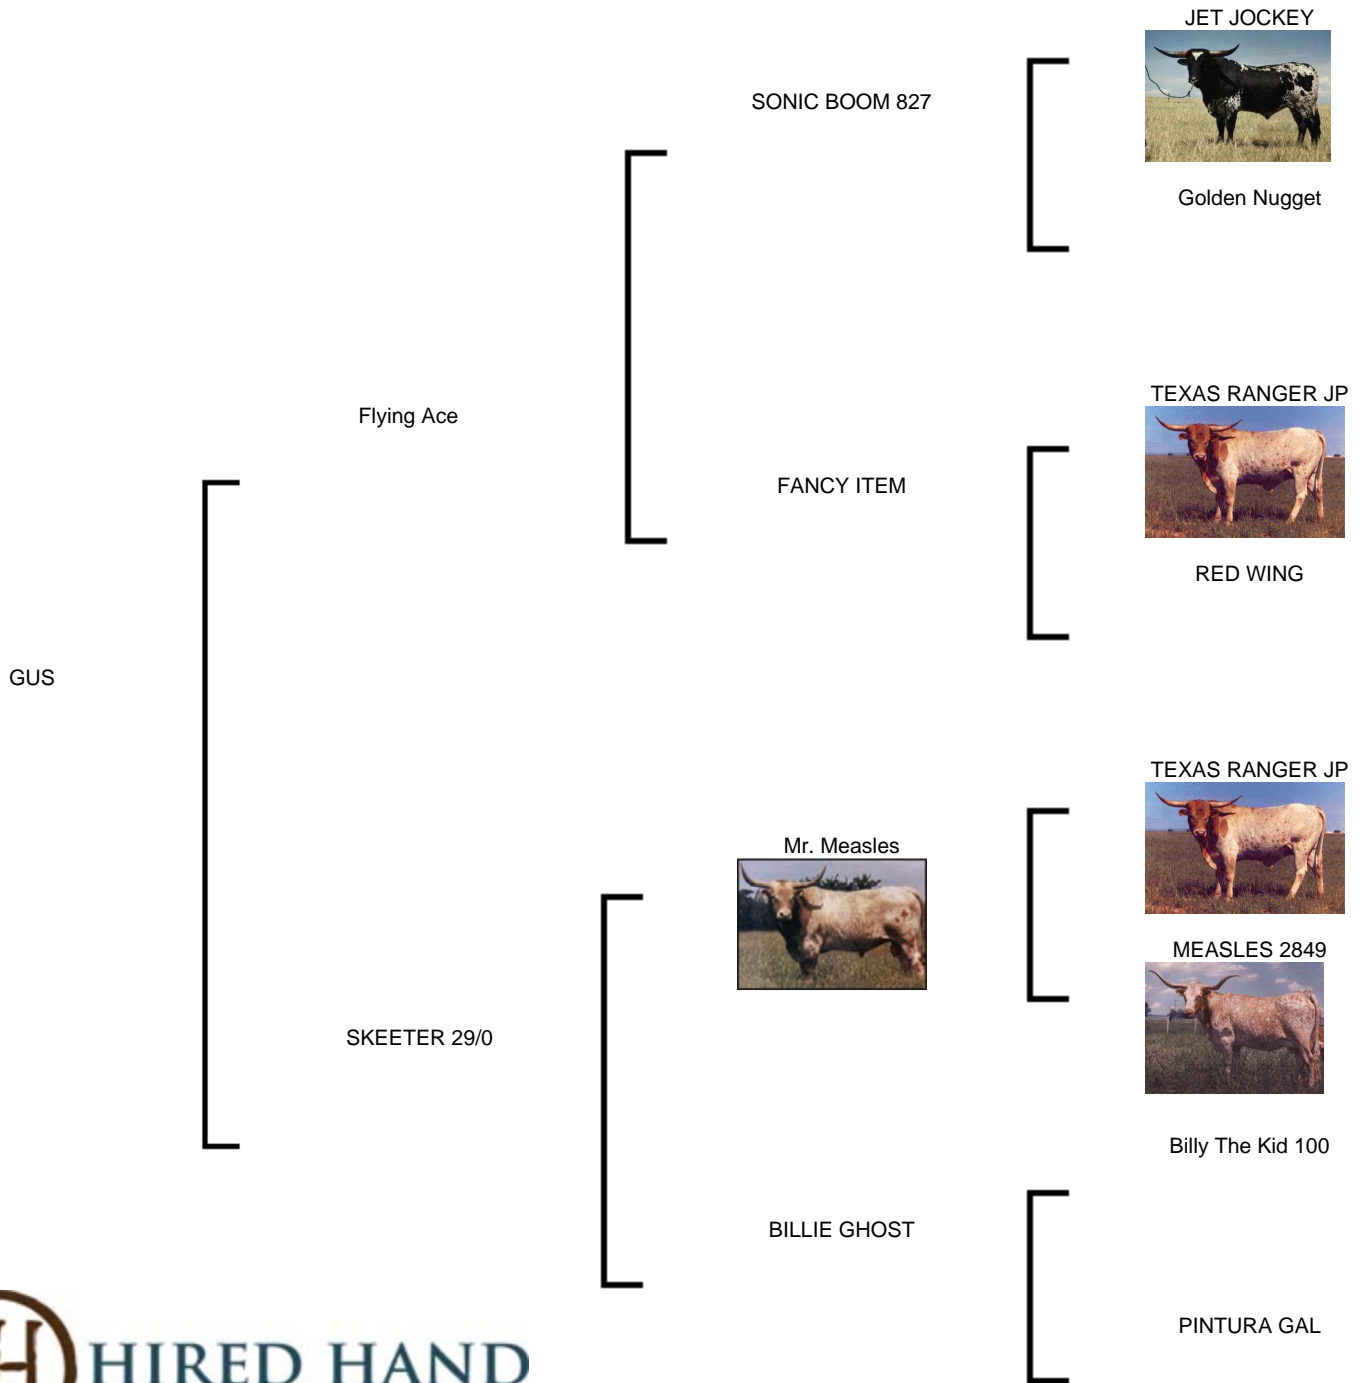 JET JOCKEY
SONIC BOOM 827
Golden Nugget
Flying Ace
TEXAS RANGER JP
FANCY ITEM
RED WING
GUS
TEXAS RANGER JP
Mr. Measles
MEASLES 2849
SKEETER 29/0
Billy The Kid 100
BILLIE GHOST
PINTURA GAL
H HIRED HAND